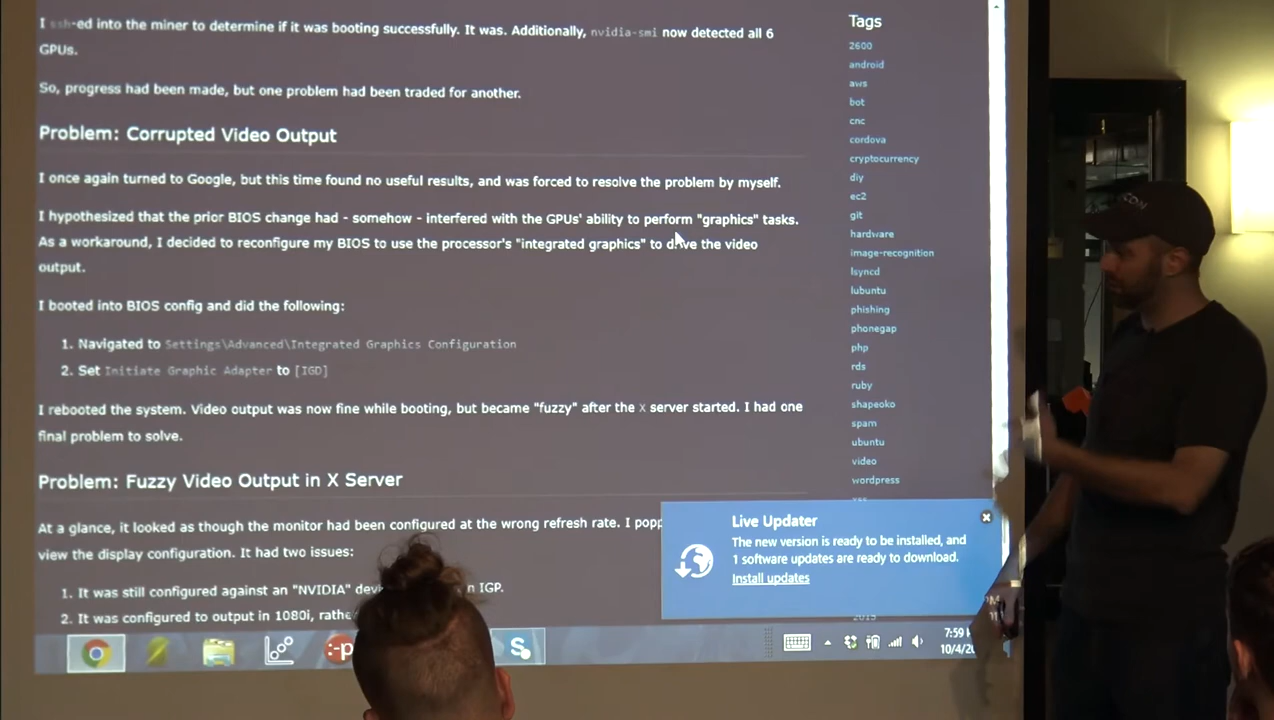 I ssh-ed into the miner to determine if it was booting successfully. It was. Additionally, nvidia-smi now detected all 6
GPUs.
So, progress had been made, but one problem had been traded for another.
Problem: Corrupted Video Output
I once again turned to Google, but this time found no useful results, and was forced to resolve the problem by myself.
I hypothesized that the prior BIOS change had - somehow - interfered with the GPUs' ability to perform "graphics" tasks.
As a workaround, I decided to reconfigure my BIOS to use the processor's "integrated graphics" to drive the video
output.
I booted into BIOS config and did the following:
1. Navigated to Settings\Advanced\Integrated Graphics Configuration
2. Set Initiate Graphic Adapter to [IGD]
I rebooted the system. Video output was now fine while booting, but became "fuzzy" after the X server started. I had one
final problem to solve.
Problem: Fuzzy Video Output in X Server
At a glance, it looked as though the monitor had been configured at the wrong refresh rate. I
view the display configuration. It had two issues:
1. It was still configured against an "NVIDIA" IGP.
2. It was configured to output in 1080i,
Tags
2600
android
aws
bot
cnc
cordova
cryptocurrency
diy
ec2
git
hardware
image-recognition
lsyncd
lubuntu
phishing
phonegap
php
rds
ruby
shapeoko
spam
ubuntu
video
wordpress
Live Updater
The new version is ready to be installed, and
1 software updates are ready to download.
Install updates
2015
:-p
S
7:59
10/4/20